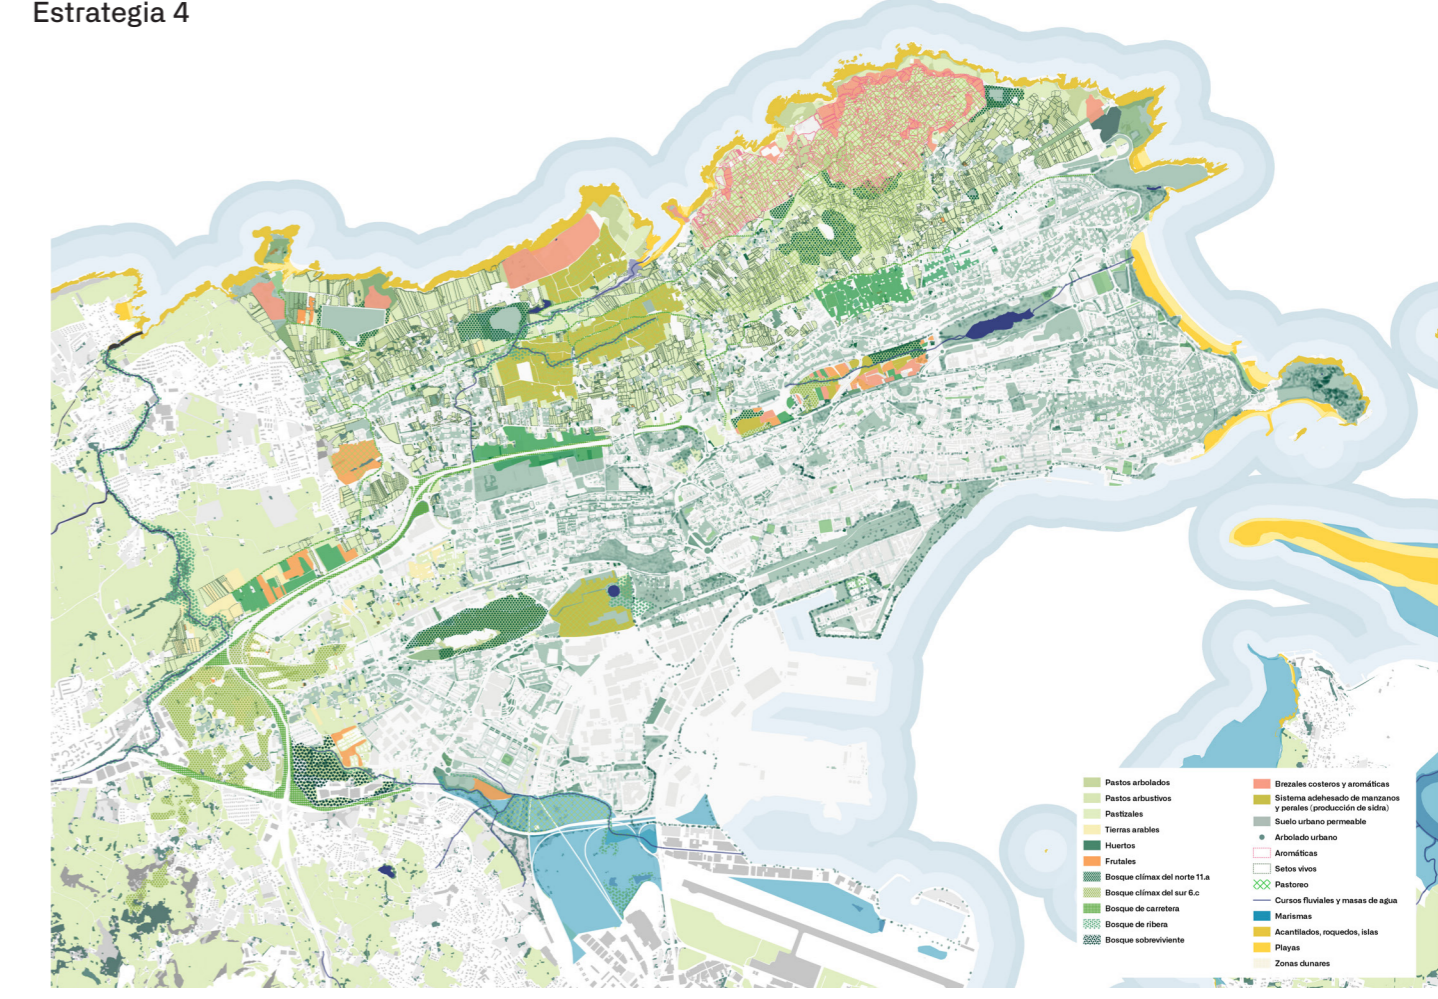 Estrategia 4
Pastos arbolados
Pastos arbustivos
Pastizales
Tierras arables
Huertos
Frutales
Bosque clímax del norte 11.a
Bosque clímax del sur 6.c
Bosque de carretera
Bosque de ribera
Bosque sobreviviente
Brezales costeros y aromáticas
Sistema adehesado de manzanos
y perales (producción de sidra)
Suelo urbano permeable
Arbolado urbano
Aromáticas
Setos vivos
Pastoreo
Cursos fluviales y masas de agua
Marismas
Acantilados, roquedos, islas
Playas
Zonas dunares